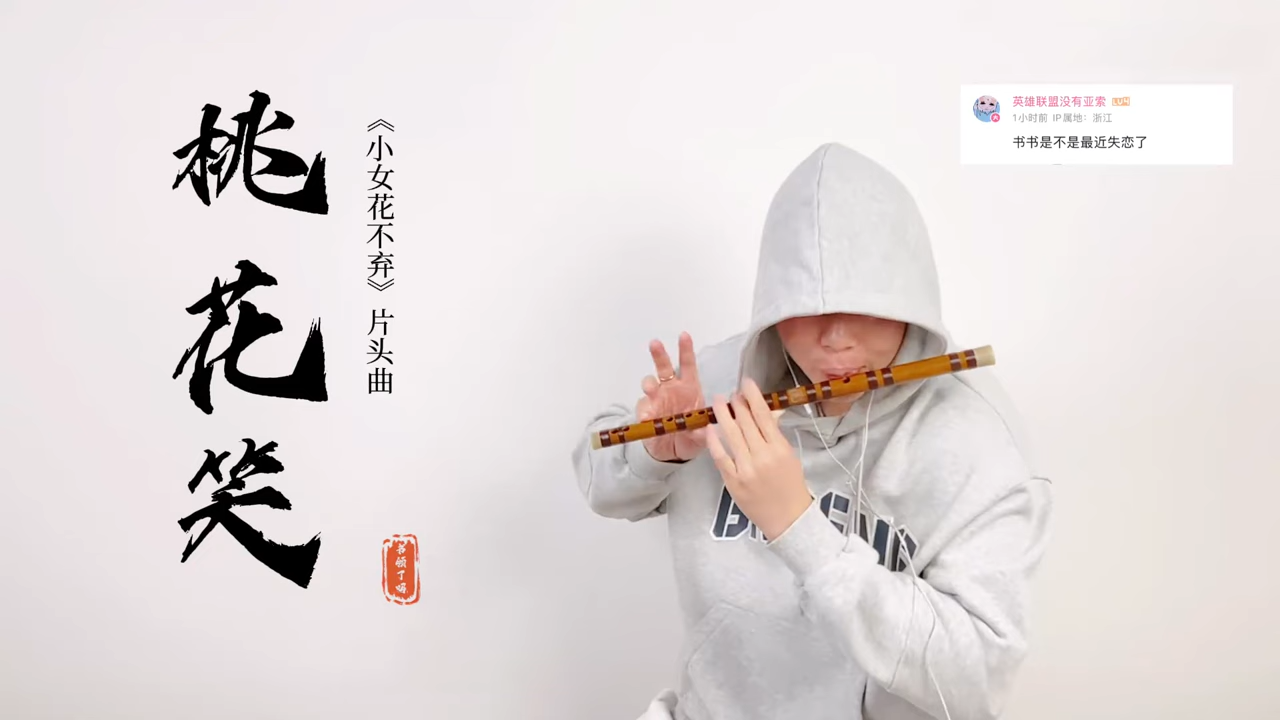 桃花笑
《小女花不弃》片头曲
英雄联盟没有亚索 LV4
1小时前 IP属地：浙江
书书是不是最近失恋了